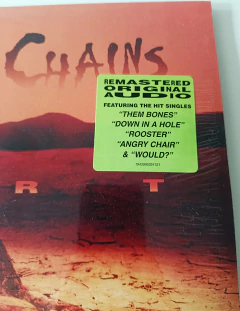 CHAINS
REMASTERED
ORIGINAL
AUDIO
FEATURING THE HIT SINGLES
"THEM BONES"
"DOWN IN A HOLE"
"ROOSTER"
"ANGRY CHAIR"
& "WOULD?"
R T